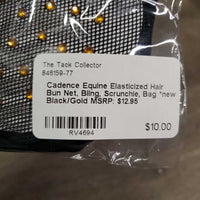 The Tack Collector
846159-77
Cadence Equine Elasticized Hair
Bun Net, Bling, Scrunchie, Bag *new
Black/Gold MSRP: $12.95
RV4694
$10.00